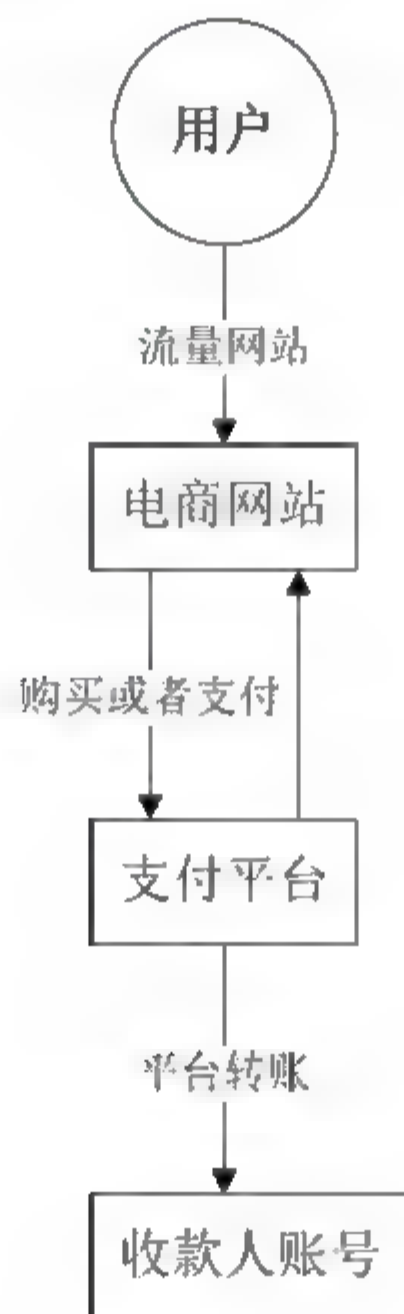 用户
流量网站
电商网站
购买或者支付
支付平台
平台转账
收款人账号